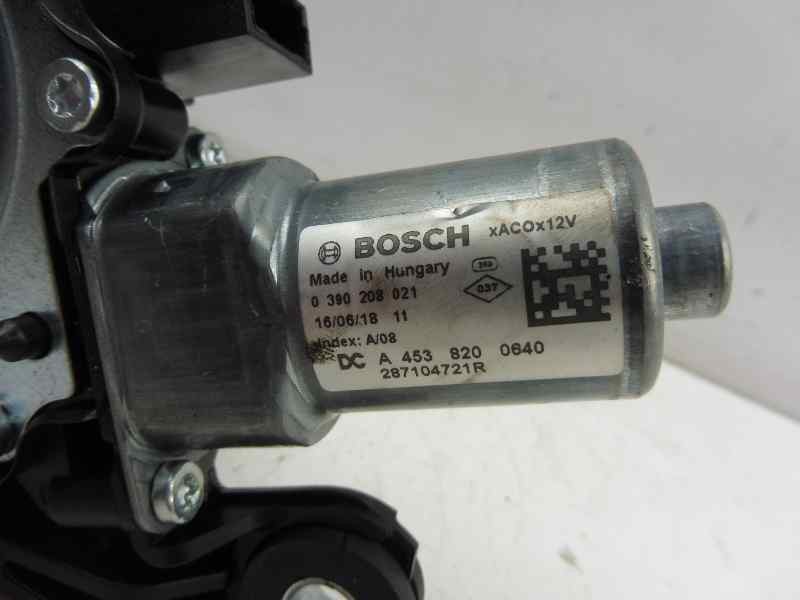 BOSCH xACOx12V
Made in Hungary
0 390 208 021
037
16/06/18 11
Index: A/08
DC A 453 820 0640
287104721R